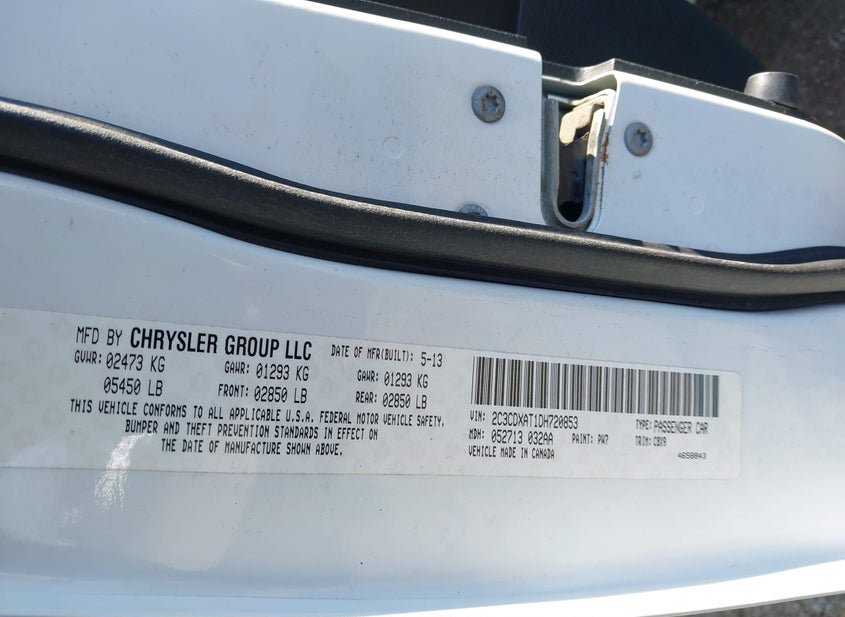 MFD BY CHRYSLER GROUP LLC
DATE OF MFR(BUILT): 5-13
GVWR: 02473 KG
GAWR: 01293 KG
GAWR: 01293 KG
05450 LB
FRONT: 02850 LB
REAR: 02850 LB
THIS VEHICLE CONFORMS TO ALL APPLICABLE U.S.A. FEDERAL MOTOR VEHICLE SAFETY.
BUMPER AND THEFT PREVENTION STANDARDS IN EFFECT ON
THE DATE OF MANUFACTURE SHOWN ABOVE.
VIN: 2C3CDXAT1DH720853
TYPE: PASSENGER CAR
MDH: 052713 032AA
PAINT: PW7
TRIM: CBX9
VEHICLE MADE IN CANADA
4658843